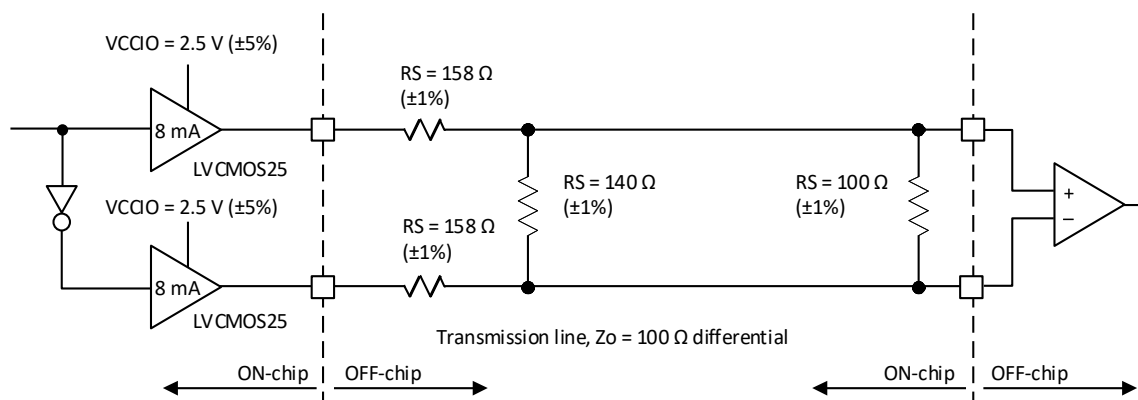 VCCIO = 2.5 V (±5%)
8 mA
LVCMOS25
RS = 158 Ω
(±1%)
VCCIO = 2.5 V (±5%)
8 mA
LVCMOS25
RS = 158 Ω
(±1%)
RS = 140 Ω
(±1%)
RS = 100 Ω
(±1%)
+
–
Transmission line, Zo = 100 Ω differential
ON-chip
OFF-chip
ON-chip
OFF-chip